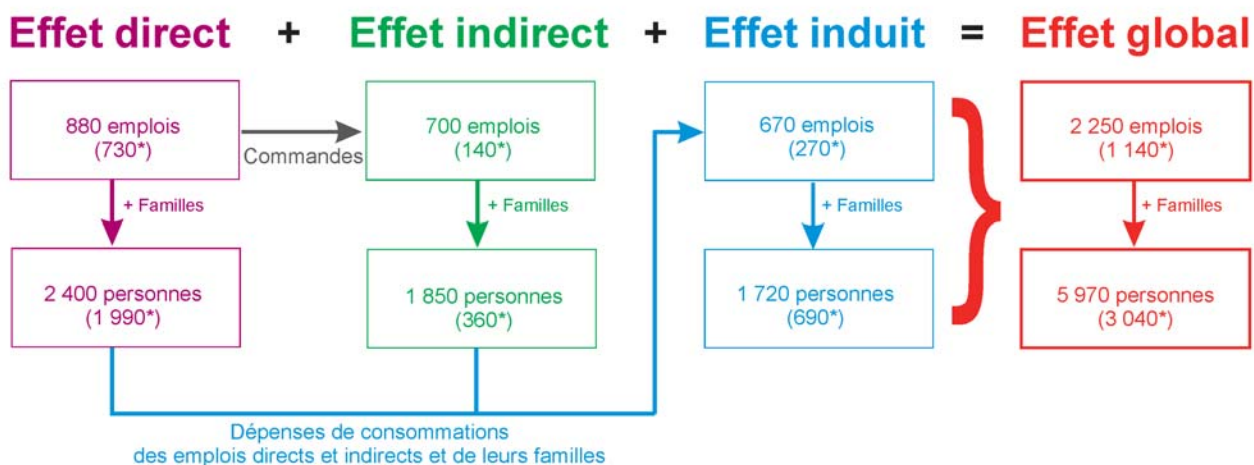 Effet direct + Effet indirect + Effet induit = Effet global
880 emplois
(730*)
Commandes
700 emplois
(140*)
670 emplois
(270*)
2 250 emplois
(1 140*)
+ Familles
+ Familles
+ Familles
+ Familles
2 400 personnes
(1 990*)
1 850 personnes
(360*)
1 720 personnes
(690*)
5 970 personnes
(3 040*)
Dépenses de consommations
des emplois directs et indirects et de leurs familles